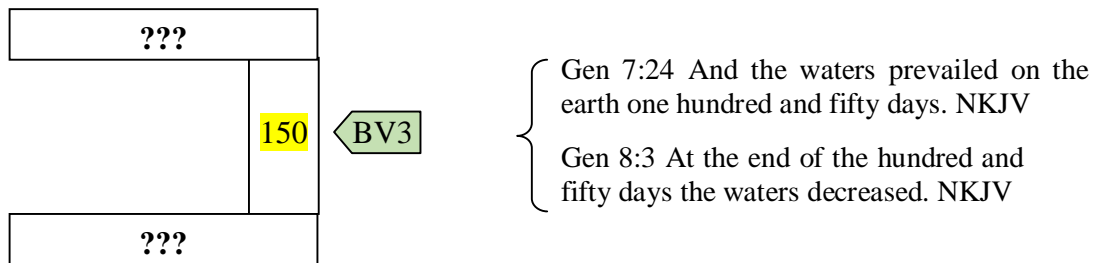 ???
150
BV3
Gen 7:24 And the waters prevailed on the
earth one hundred and fifty days. NKJV
Gen 8:3 At the end of the hundred and
fifty days the waters decreased. NKJV
???